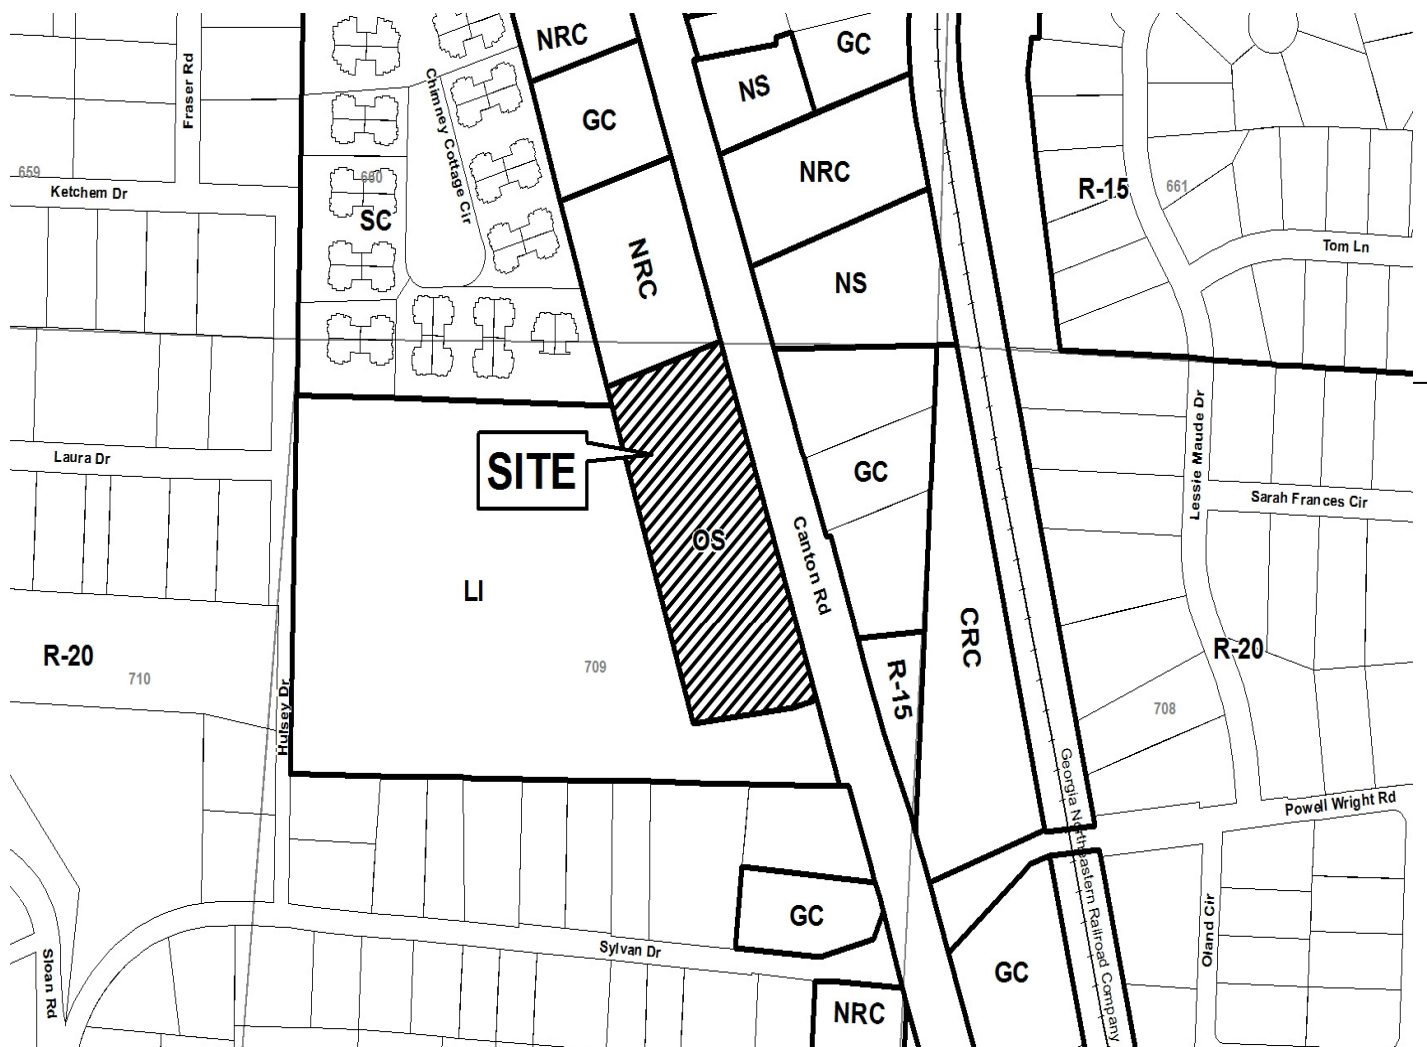 NRC
GC
Fraser Rd
Chimney Cottage Cir
NS
GC
659
Ketchem Dr
660
SC
NRC
R-15
661
Tom Ln
NRC
NS
Laura Dr
SITE
GC
Lessie Maude Dr
Sarah Frances Cir
OS
Canton Rd
LI
CRC
R-20
R-20
710
709
R-15
708
Hulsey Dr
Georgia Northeastern Railroad Company
Powell Wright Rd
GC
Sylvan Dr
Sloan Rd
Oland Cir
GC
NRC